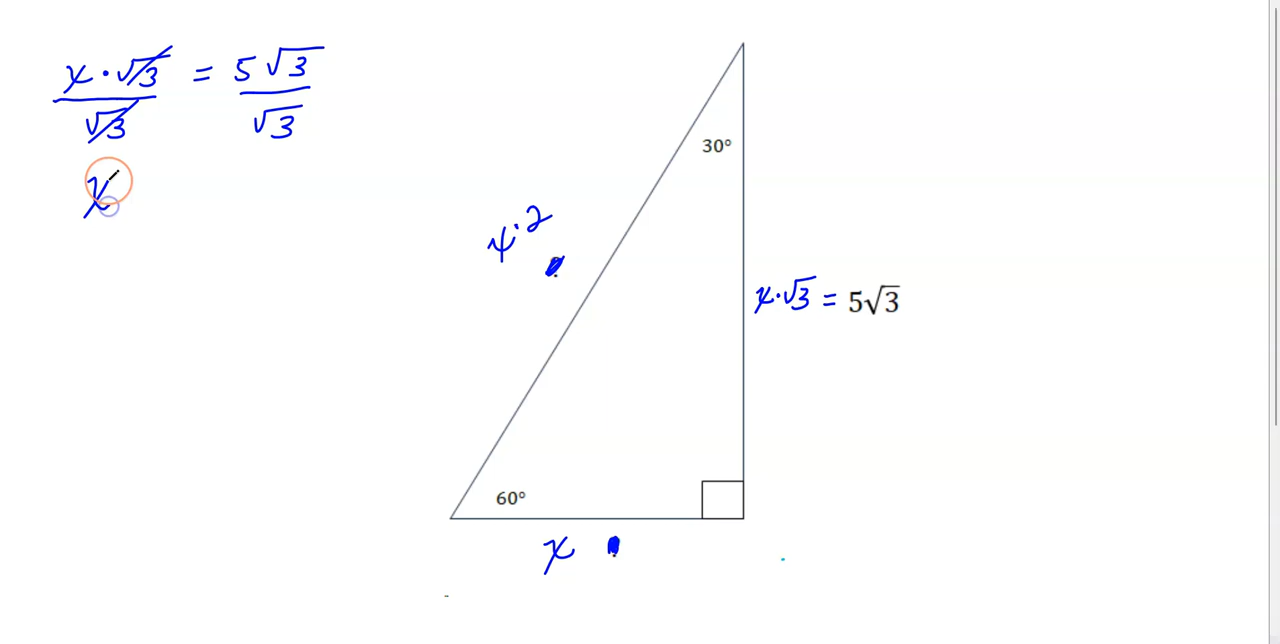 x · √3 = 5√3
√3 √3
x
30°
x · 2
x · √3 = 5√3
60°
x